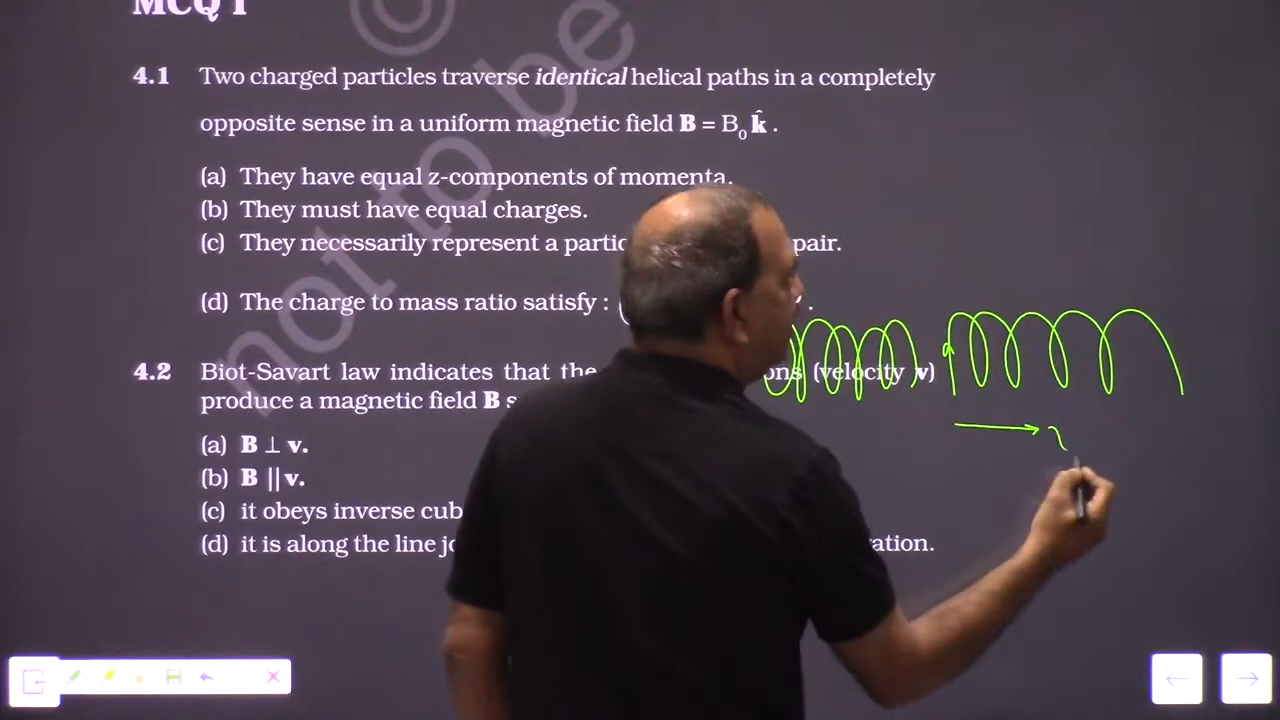 MCQ I
4.1 Two charged particles traverse identical helical paths in a completely
opposite sense in a uniform magnetic field B = B₀ k̂ .
(a) They have equal z-components of momenta.
(b) They must have equal charges.
(c) They necessarily represent a partic pair.
(d) The charge to mass ratio satisfy : .
4.2 Biot-Savart law indicates that the ons (velocity v)
produce a magnetic field B s
(a) B ⊥ v.
(b) B || v.
(c) it obeys inverse cub
(d) it is along the line jo ation.
© not to be